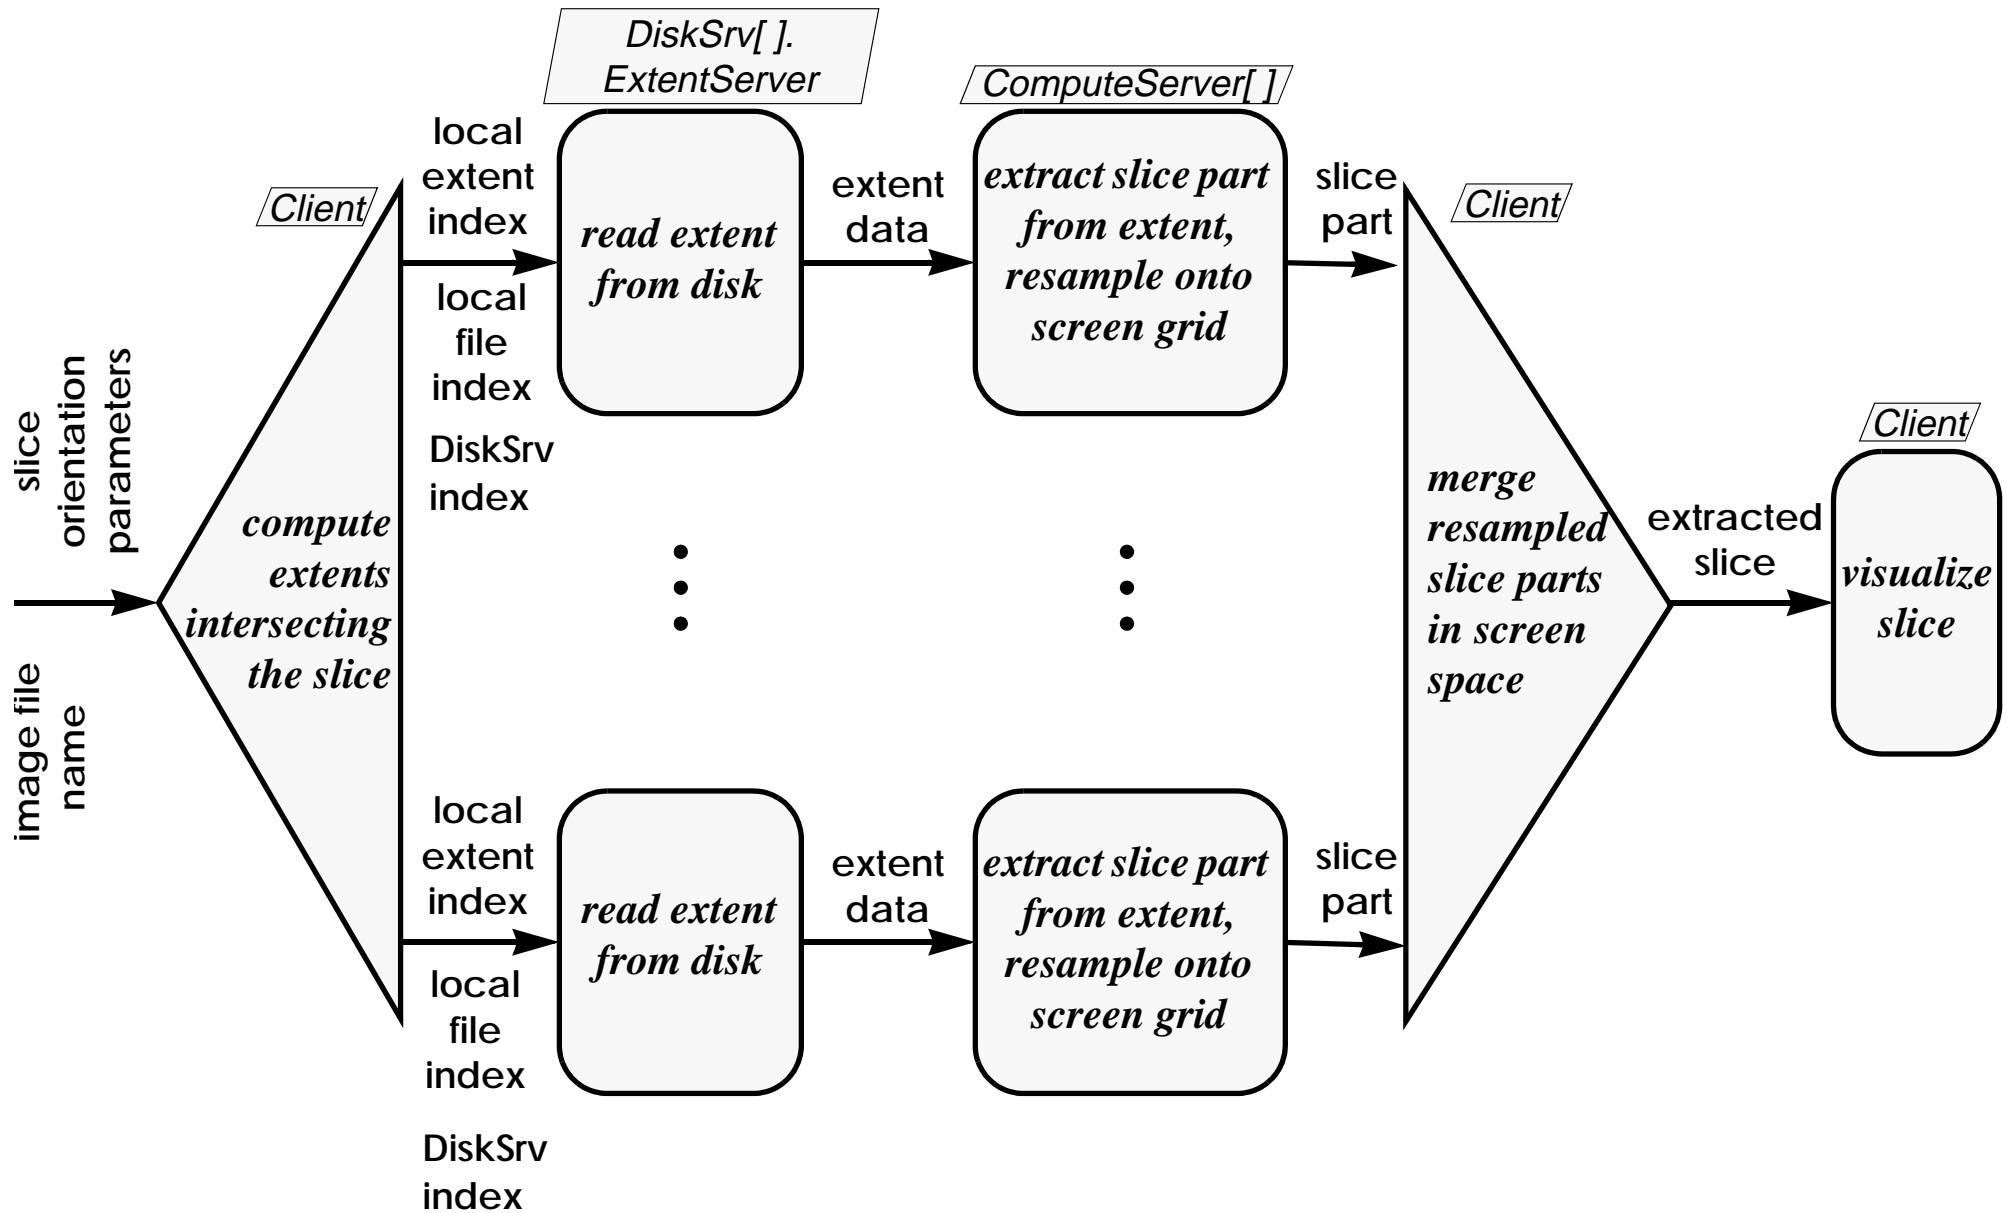 slice
orientation
parameters
image file
name
Client
compute
extents
intersecting
the slice
local
extent
index
local
file
index
DiskSrv
index
DiskSrv[ ].
ExtentServer
read extent
from disk
extent
data
ComputeServer[ ]
extract slice part
from extent,
resample onto
screen grid
slice
part
local
extent
index
local
file
index
DiskSrv
index
read extent
from disk
extent
data
extract slice part
from extent,
resample onto
screen grid
slice
part
Client
merge
resampled
slice parts
in screen
space
extracted
slice
Client
visualize
slice